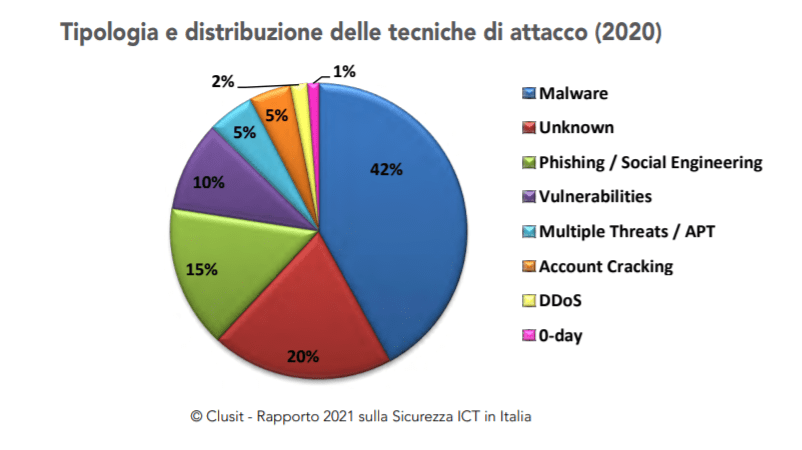 Tipologia e distribuzione delle tecniche di attacco (2020)
2%
1%
5%
5%
42%
10%
15%
20%
Malware
Unknown
Phishing / Social Engineering
Vulnerabilities
Multiple Threats / APT
Account Cracking
DDoS
0-day
© Clusit - Rapporto 2021 sulla Sicurezza ICT in Italia